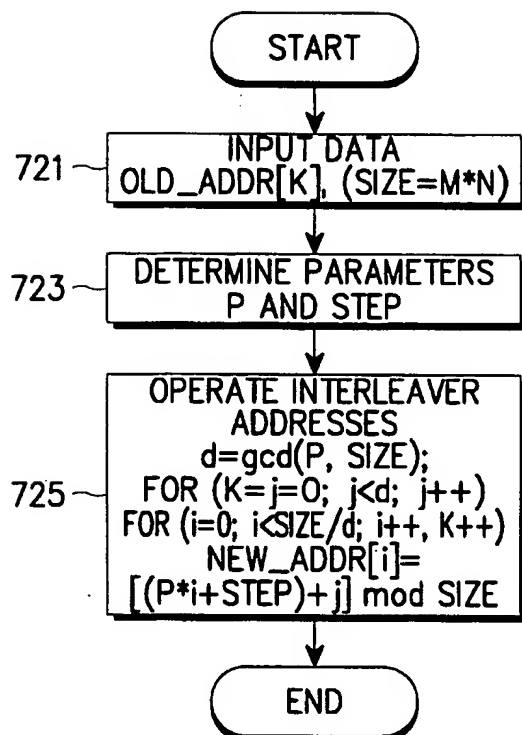 START
721
INPUT DATA
OLD_ADDR[K], (SIZE=M*N)
723
DETERMINE PARAMETERS
P AND STEP
725
OPERATE INTERLEAVER
ADDRESSES
d=gcd(P, SIZE);
FOR (K=j=0; j<d; j++)
FOR (i=0; i<SIZE/d; i++, K++)
NEW_ADDR[i]=
[(P*i+STEP)+j] mod SIZE
END